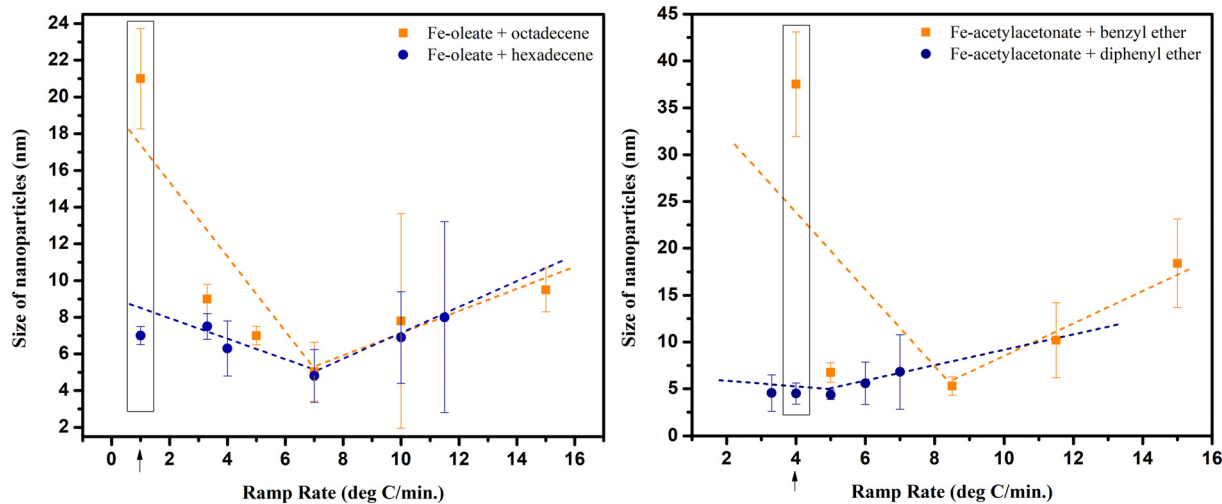 24
22
20
18
16
14
12
10
8
6
4
2
Size of nanoparticles (nm)
Fe-oleate + octadecene
Fe-oleate + hexadecene
0 2 4 6 8 10 12 14 16
Ramp Rate (deg C/min.)
45
40
35
30
25
20
15
10
5
0
Size of nanoparticles (nm)
Fe-acetylacetonate + benzyl ether
Fe-acetylacetonate + diphenyl ether
2 4 6 8 10 12 14 16
Ramp Rate (deg C/min.)